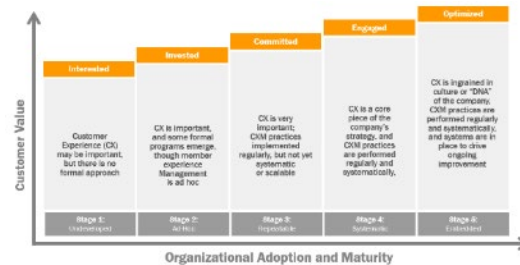 Customer Value
Interested
Customer
Experience (CX)
may be important,
but there is no
formal approach
Stage 1:
Undeveloped
Invested
CX is important,
and some formal
programs emerge,
though member
experience
Management
is ad hoc
Stage 2:
Ad Hoc
Committed
CX is very
important;
CXM practices
implemented
regularly, but not yet
systematic
or scalable
Stage 3:
Repeatable
Engaged
CX is a core
piece of the
company's
strategy, and
CXM practices
are performed
regularly and
systematically,
Stage 4:
Systematic
Optimized
CX is ingrained in
culture or "DNA"
of the company,
CXM practices are
performed regularly
and systematically,
and systems are in
place to drive
ongoing
improvement
Stage 5:
Embedded
Organizational Adoption and Maturity